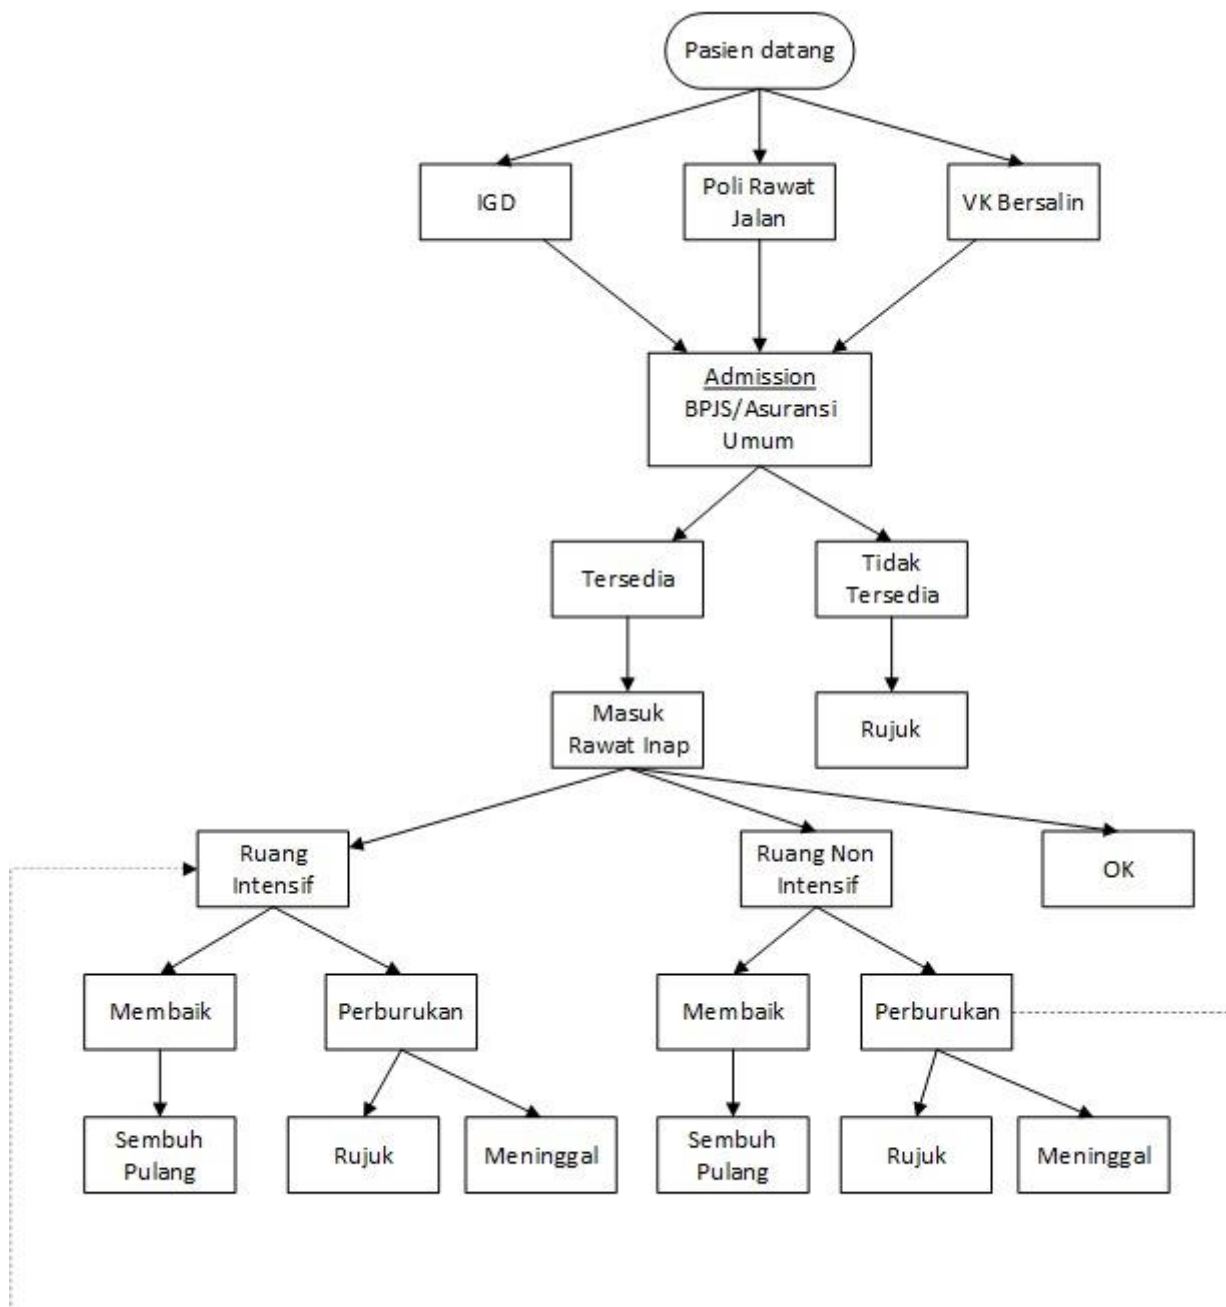 Pasien datang
IGD
Poli Rawat
Jalan
VK Bersalin
Admission
BPJS/Asuransi
Umum
Tersedia
Tidak
Tersedia
Masuk
Rawat Inap
Rujuk
Ruang
Intensif
Ruang Non
Intensif
OK
Membaik
Perburukan
Membaik
Perburukan
Sembuh
Pulang
Rujuk
Meninggal
Sembuh
Pulang
Rujuk
Meninggal